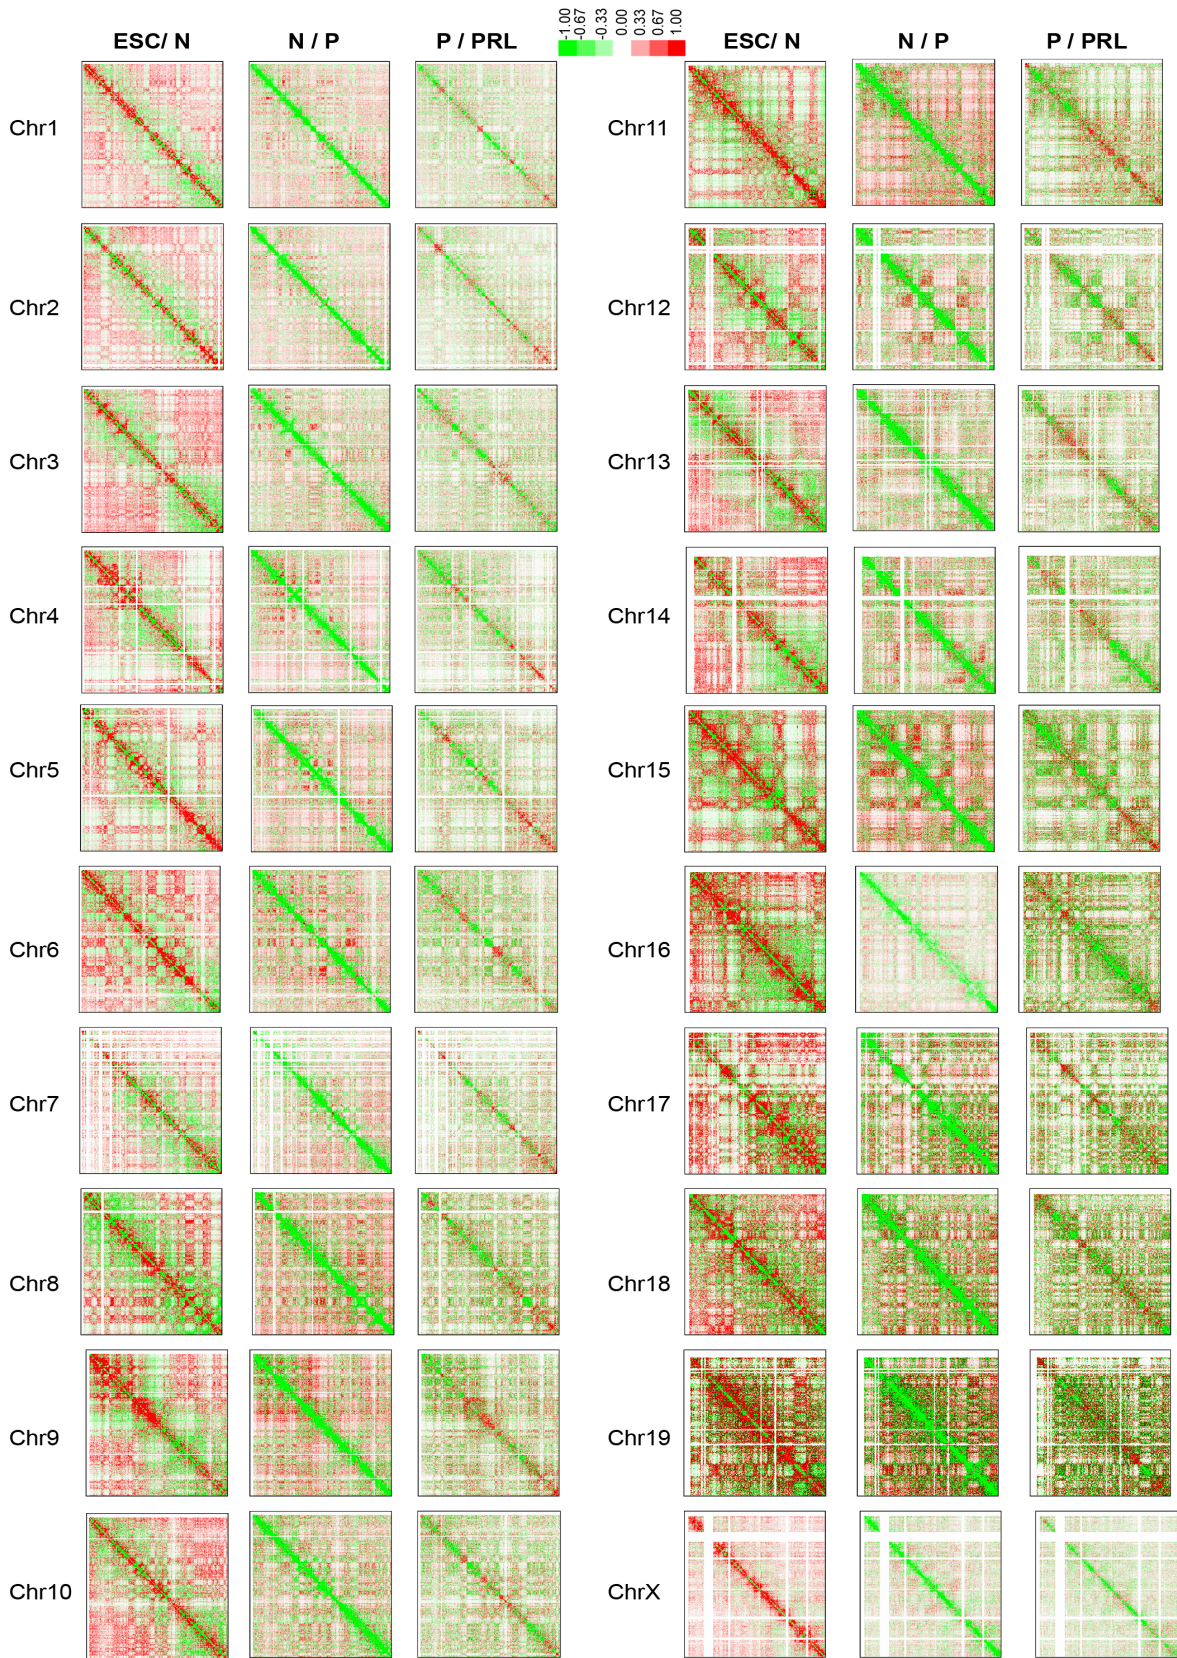 -1.00
-0.67
-0.33
0.00
0.33
0.67
1.00
ESC/ N N / P P / PRL ESC/ N N / P P / PRL
Chr1 Chr11
Chr2 Chr12
Chr3 Chr13
Chr4 Chr14
Chr5 Chr15
Chr6 Chr16
Chr7 Chr17
Chr8 Chr18
Chr9 Chr19
Chr10 ChrX